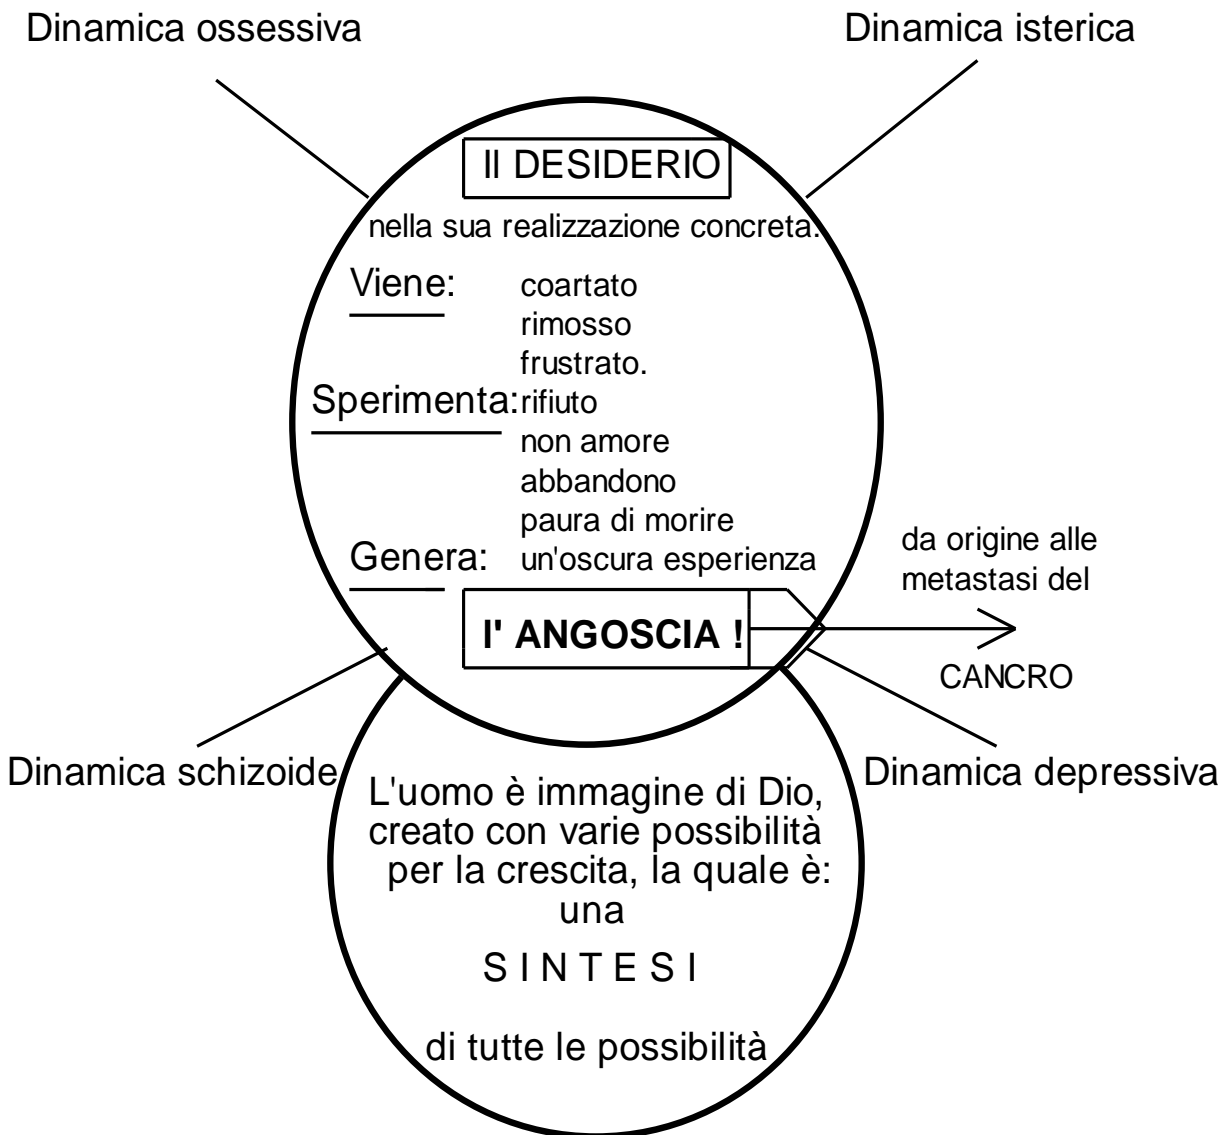 Dinamica ossessiva
Dinamica isterica
Il DESIDERIO
nella sua realizzazione concreta:
Viene: coartato
rimosso
frustrato.
Sperimenta: rifiuto
non amore
abbandono
paura di morire
Genera: un'oscura esperienza
da origine alle
metastasi del
l' ANGOSCIA !
CANCRO
Dinamica schizoide
Dinamica depressiva
L'uomo è immagine di Dio,
creato con varie possibilità
per la crescita, la quale è:
una
S I N T E S I
di tutte le possibilità